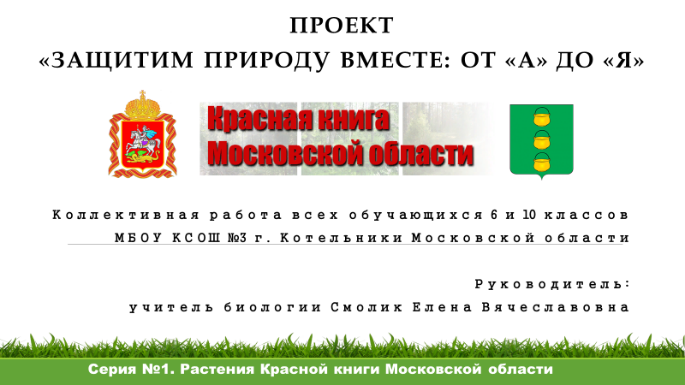 ПРОЕКТ
«ЗАЩИТИМ ПРИРОДУ ВМЕСТЕ: ОТ «А» ДО «Я»
Красная книга
Московской области
Коллективная работа всех обучающихся 6 и 10 классов
МБОУ КСОШ №3 г. Котельники Московской области
Руководитель:
учитель биологии Смолик Елена Вячеславовна
Серия №1. Растения Красной книги Московской области